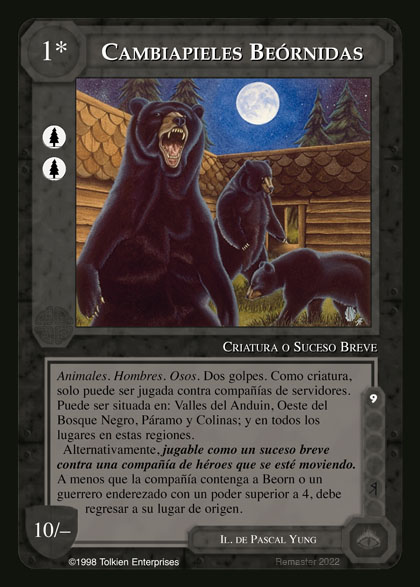 1*
CAMBIAPIELES BEÓRNIDAS
CRIATURA O SUCESO BREVE
Animales. Hombres. Osos. Dos golpes. Como criatura,
solo puede ser jugada contra compañías de servidores.
Puede ser situada en: Valles del Anduin, Oeste del
Bosque Negro, Páramo y Colinas; y en todos los
lugares en estas regiones.
Alternativamente, jugable como un suceso breve
contra una compañía de héroes que se esté moviendo.
A menos que la compañía contenga a Beorn o un
guerrero enderezado con un poder superior a 4, debe
regresar a su lugar de origen.
9
10/–
IL. DE PASCAL YUNG
©1998 Tolkien Enterprises
Remaster 2022